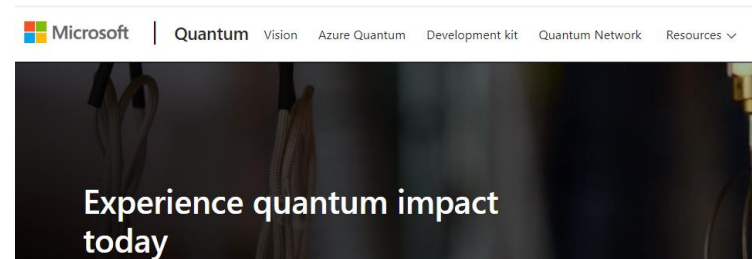 Microsoft | Quantum Vision Azure Quantum Development kit Quantum Network Resources
Experience quantum impact
today